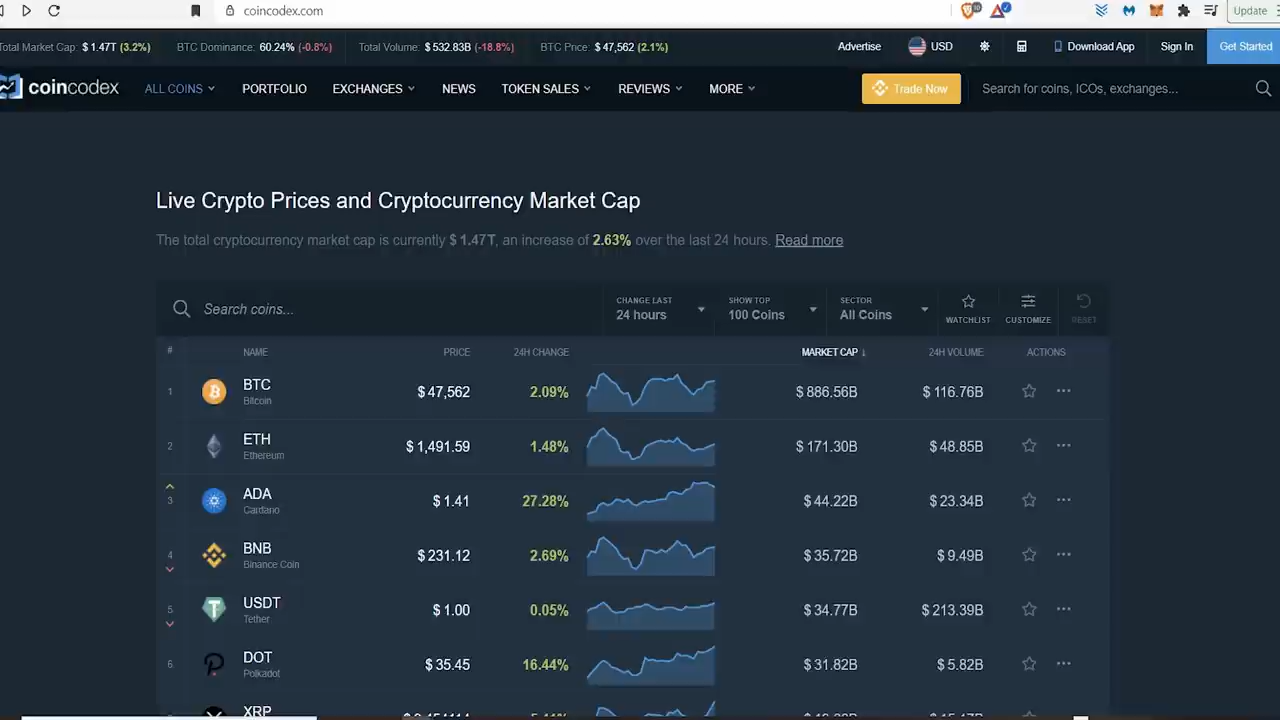 coincodex.com
10
Update
Total Market Cap: $ 1.47T (3.2%) BTC Dominance: 60.24% (-0.8%) Total Volume: $ 532.83B (-18.8%) BTC Price: $ 47,562 (2.1%) Advertise USD Download App Sign In Get Started
coincodex ALL COINS PORTFOLIO EXCHANGES NEWS TOKEN SALES REVIEWS MORE Trade Now Search for coins, ICOs, exchanges...
Live Crypto Prices and Cryptocurrency Market Cap
The total cryptocurrency market cap is currently $ 1.47T, an increase of 2.63% over the last 24 hours. Read more
Search coins...
CHANGE LAST
24 hours
SHOW TOP
100 Coins
SECTOR
All Coins
WATCHLIST
CUSTOMIZE
RESET
# NAME PRICE 24H CHANGE MARKET CAP ↓ 24H VOLUME ACTIONS
1 BTC $ 47,562 2.09% $ 886.56B $ 116.76B
Bitcoin
2 ETH $ 1,491.59 1.48% $ 171.30B $ 48.85B
Ethereum
3 ADA $ 1.41 27.28% $ 44.22B $ 23.34B
Cardano
4 BNB $ 231.12 2.69% $ 35.72B $ 9.49B
Binance Coin
5 USDT $ 1.00 0.05% $ 34.77B $ 213.39B
Tether
6 DOT $ 35.45 16.44% $ 31.82B $ 5.82B
Polkadot
XRP